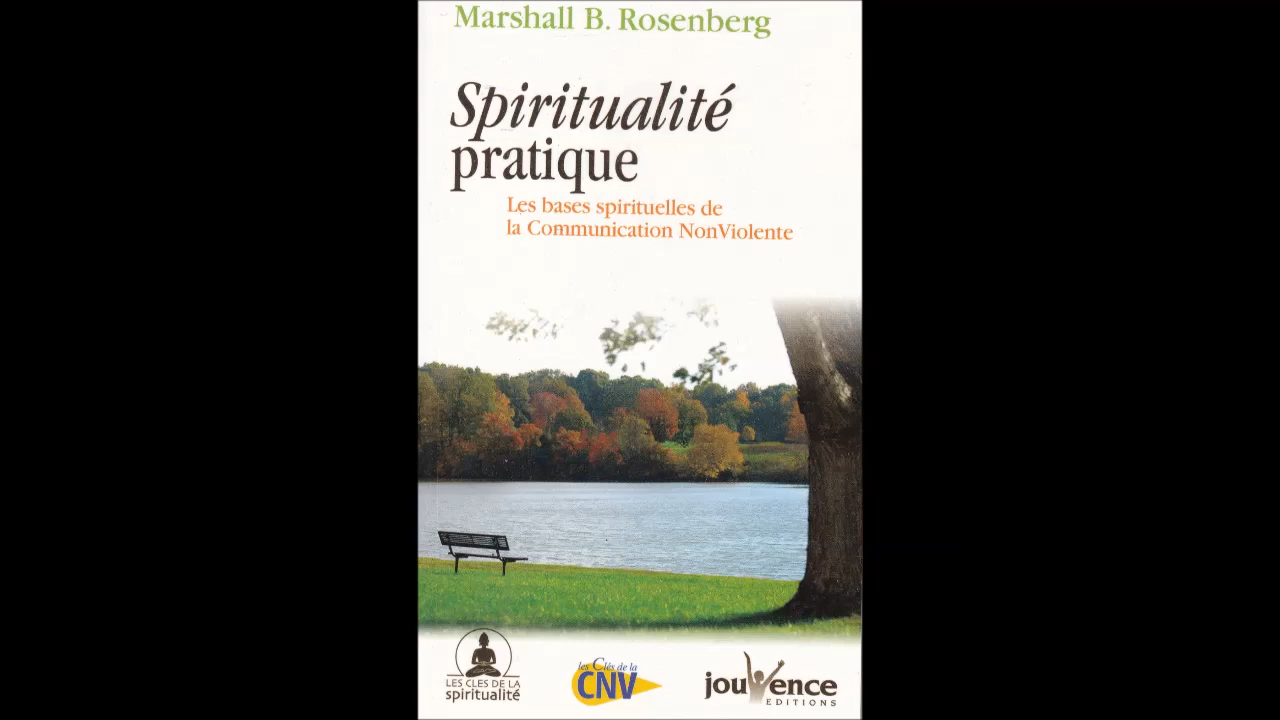 Marshall B. Rosenberg
Spiritualité
pratique
Les bases spirituelles de
la Communication NonViolente
LES CLES DE LA
spiritualité
les Clés de la
CNV
jouvence
EDITIONS